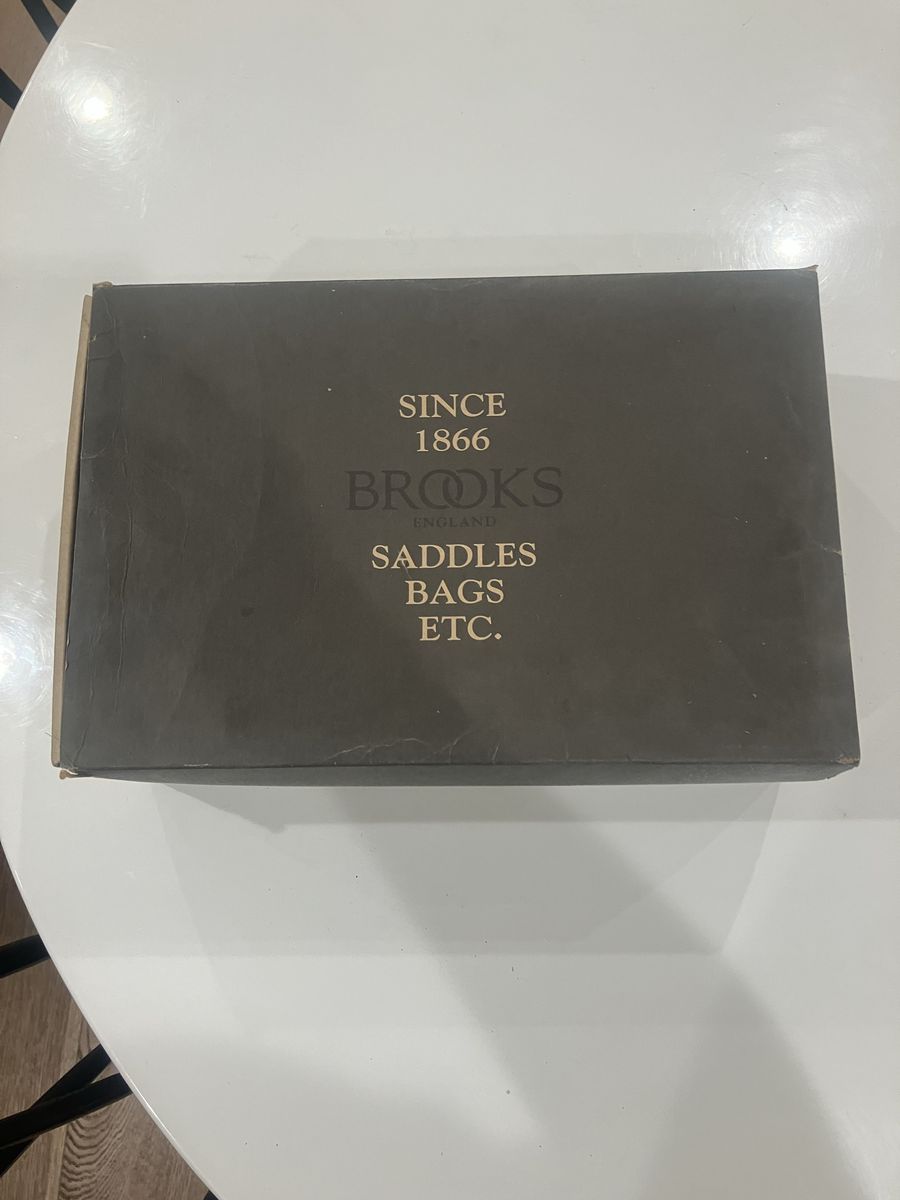 SINCE
1866
BROOKS
ENGLAND
SADDLES
BAGS
ETC.